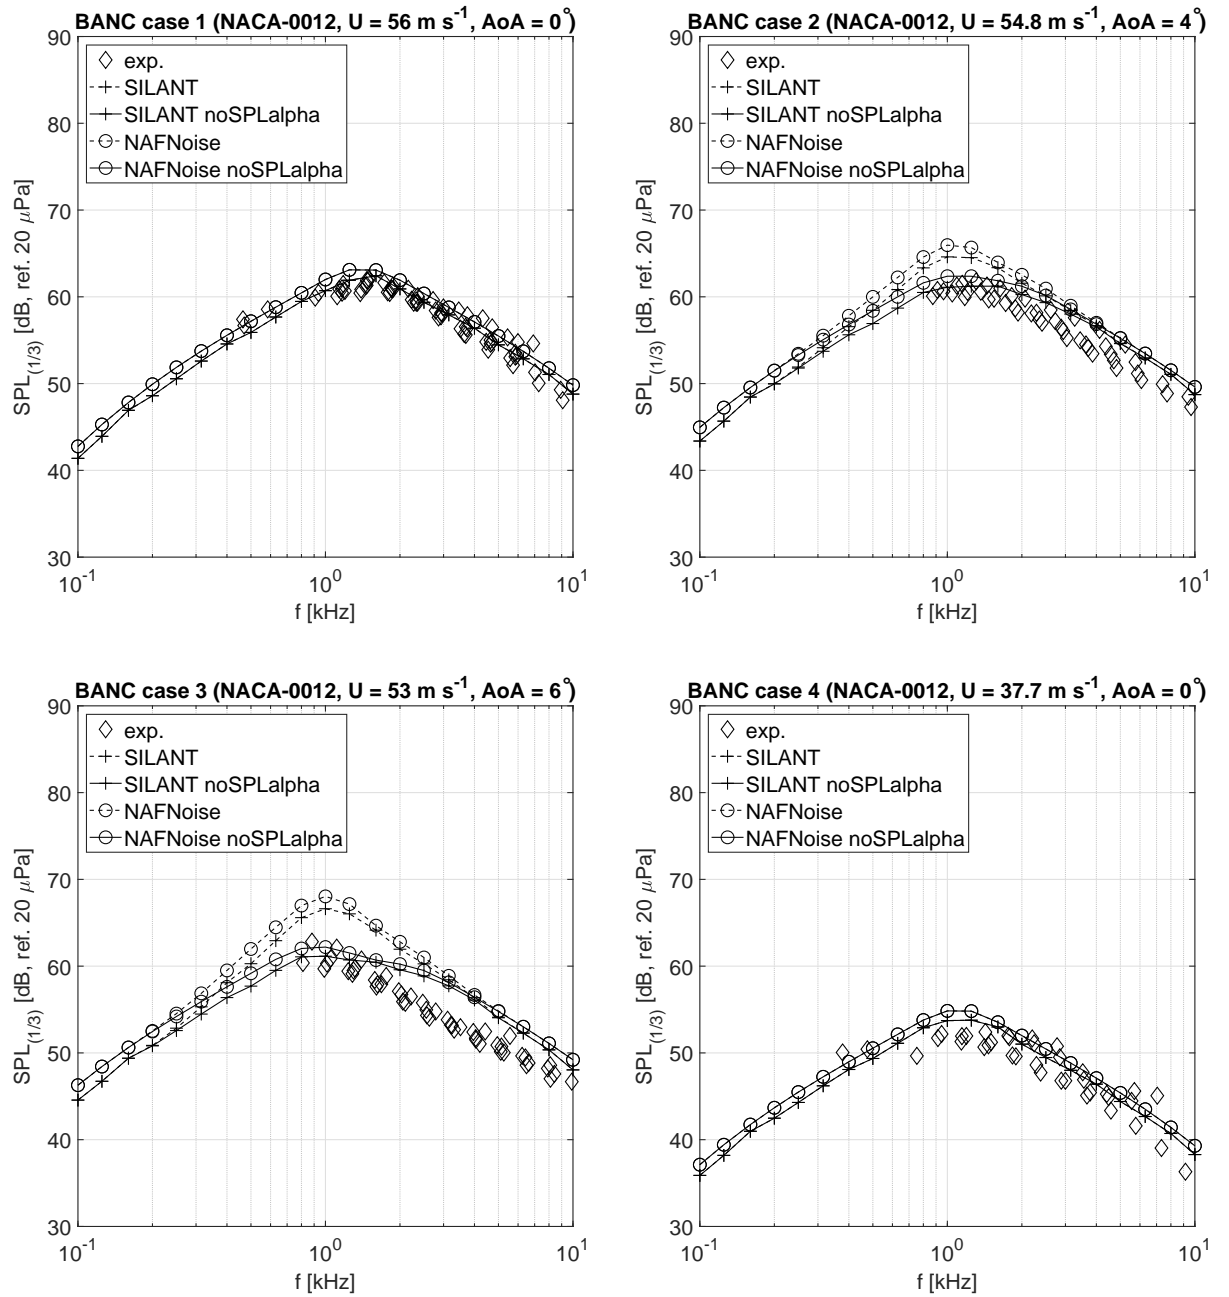 BANC case 1 (NACA-0012, U = 56 m s⁻¹, AoA = 0°)
90
80
70
60
50
40
30
SPL(1/3) [dB, ref. 20 μPa]
exp.
SILANT
SILANT noSPLalpha
NAFNoise
NAFNoise noSPLalpha
10⁻¹
10⁰
10¹
f [kHz]
BANC case 2 (NACA-0012, U = 54.8 m s⁻¹, AoA = 4°)
90
80
70
60
50
40
30
SPL(1/3) [dB, ref. 20 μPa]
exp.
SILANT
SILANT noSPLalpha
NAFNoise
NAFNoise noSPLalpha
10⁻¹
10⁰
10¹
f [kHz]
BANC case 3 (NACA-0012, U = 53 m s⁻¹, AoA = 6°)
90
80
70
60
50
40
30
SPL(1/3) [dB, ref. 20 μPa]
exp.
SILANT
SILANT noSPLalpha
NAFNoise
NAFNoise noSPLalpha
10⁻¹
10⁰
10¹
f [kHz]
BANC case 4 (NACA-0012, U = 37.7 m s⁻¹, AoA = 0°)
90
80
70
60
50
40
30
SPL(1/3) [dB, ref. 20 μPa]
exp.
SILANT
SILANT noSPLalpha
NAFNoise
NAFNoise noSPLalpha
10⁻¹
10⁰
10¹
f [kHz]